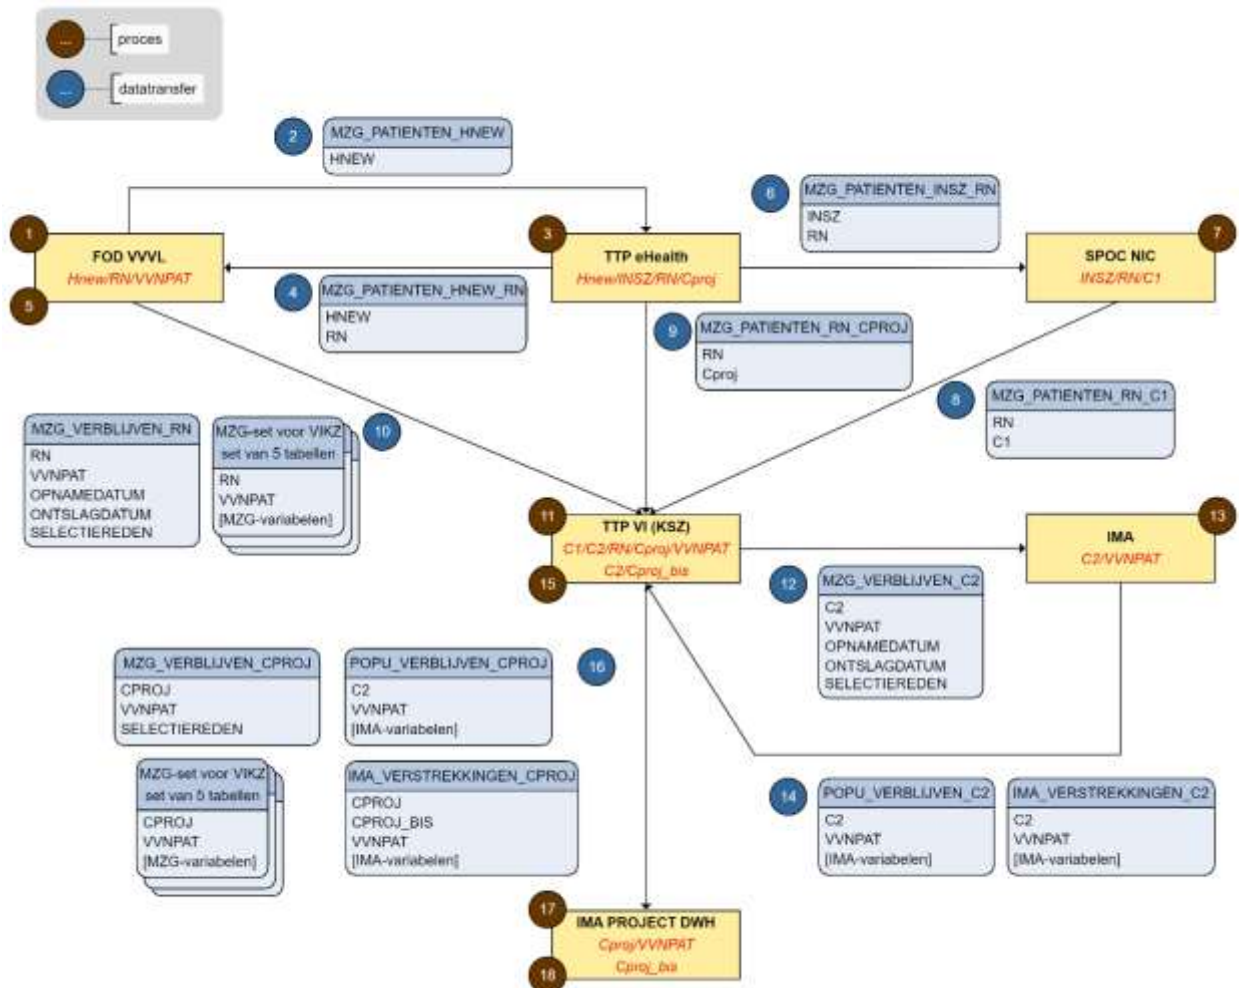 ...
proces
...
datatransfer
2
MZG_PATIENTEN_HNEW
HNEW
6
MZG_PATIENTEN_INSZ_RN
INSZ
RN
1
FOD VVVL
Hnew/RN/VVNPAT
5
3
TTP eHealth
Hnew/INSZ/RN/Cproj
7
SPOC NIC
INSZ/RN/C1
4
MZG_PATIENTEN_HNEW_RN
HNEW
RN
9
MZG_PATIENTEN_RN_CPROJ
RN
Cproj
8
MZG_PATIENTEN_RN_C1
RN
C1
MZG_VERBLIJVEN_RN
RN
VVNPAT
OPNAMEDATUM
ONTSLAGDATUM
SELECTIEREDEN
MZG-set voor VIKZ
set van 5 tabellen
RN
VVNPAT
[MZG-variabelen]
10
11
TTP VI (KSZ)
C1/C2/RN/Cproj/VVNPAT
C2/Cproj_bis
15
13
IMA
C2/VVNPAT
12
MZG_VERBLIJVEN_C2
C2
VVNPAT
OPNAMEDATUM
ONTSLAGDATUM
SELECTIEREDEN
MZG_VERBLIJVEN_CPROJ
CPROJ
VVNPAT
SELECTIEREDEN
POPU_VERBLIJVEN_CPROJ
C2
VVNPAT
[IMA-variabelen]
16
MZG-set voor VIKZ
set van 5 tabellen
CPROJ
VVNPAT
[MZG-variabelen]
IMA_VERSTREKKINGEN_CPROJ
CPROJ
CPROJ_BIS
VVNPAT
[IMA-variabelen]
14
POPU_VERBLIJVEN_C2
C2
VVNPAT
[IMA-variabelen]
IMA_VERSTREKKINGEN_C2
C2
VVNPAT
[IMA-variabelen]
17
IMA PROJECT DWH
Cproj/VVNPAT
Cproj_bis
18